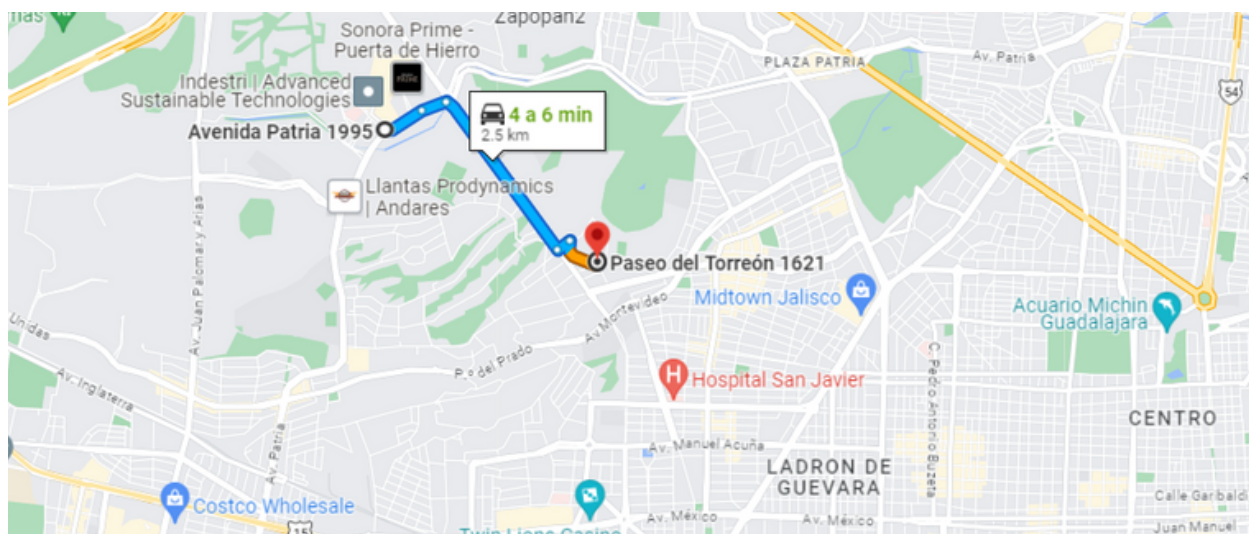 Zapopan2
Sonora Prime -
Puerta de Hierro
PLAZA PATRIA
Av. Patria
Indestri | Advanced
Sustainable Technologies
54
4 a 6 min
2.5 km
Avenida Patria 1995
Llantas Prodynamics
| Andares
Av. Juan Palomar y Arias
Paseo del Torreón 1621
Midtown Jalisco
Av. Montevideo
Acuario Michin
Guadalajara
Unidas
P.º del Prado
Av. Inglaterra
Hospital San Javier
C. Pedro Antonio Buzeta
CENTRO
Av. Patria
Av. Manuel Acuña
LADRON DE
GUEVARA
Costco Wholesale
Calle Garibaldi
15
Av. México
Juan Manuel
Twin Lions Casino